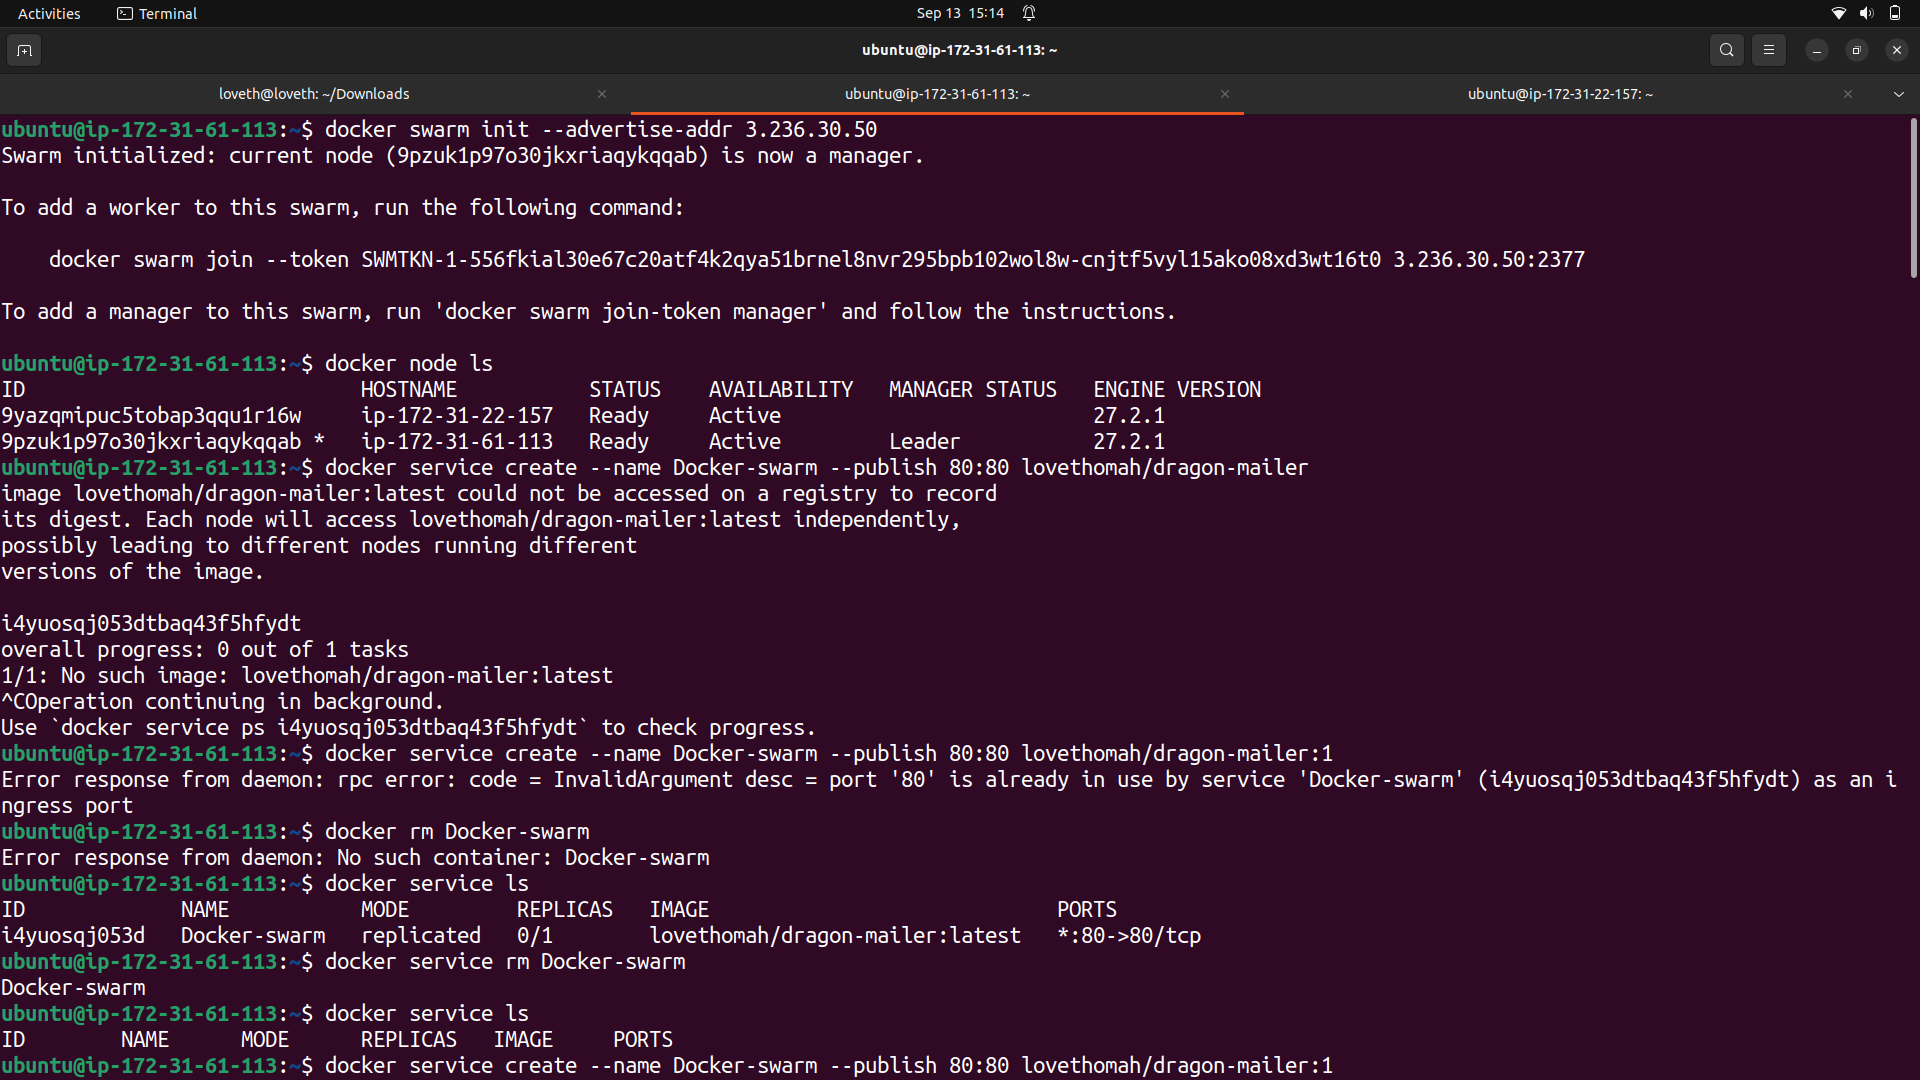 Activities
Terminal
Sep 13 15:14
ubuntu@ip-172-31-61-113: ~
loveth@loveth: ~/Downloads
ubuntu@ip-172-31-61-113: ~
ubuntu@ip-172-31-22-157: ~
ubuntu@ip-172-31-61-113:~$ docker swarm init --advertise-addr 3.236.30.50
Swarm initialized: current node (9pzuk1p97o30jkxriaqykqqab) is now a manager.
To add a worker to this swarm, run the following command:
docker swarm join --token SWMTKN-1-556fkial30e67c20atf4k2qya51brnel8nvr295bpb102wol8w-cnjtf5vyl15ako08xd3wt16t0 3.236.30.50:2377
To add a manager to this swarm, run 'docker swarm join-token manager' and follow the instructions.
ubuntu@ip-172-31-61-113:~$ docker node ls
ID HOSTNAME STATUS AVAILABILITY MANAGER STATUS ENGINE VERSION
9yazqmipuc5tobap3qqu1r16w ip-172-31-22-157 Ready Active 27.2.1
9pzuk1p97o30jkxriaqykqqab * ip-172-31-61-113 Ready Active Leader 27.2.1
ubuntu@ip-172-31-61-113:~$ docker service create --name Docker-swarm --publish 80:80 lovethomah/dragon-mailer
image lovethomah/dragon-mailer:latest could not be accessed on a registry to record
its digest. Each node will access lovethomah/dragon-mailer:latest independently,
possibly leading to different nodes running different
versions of the image.
i4yuosqj053dtbaq43f5hfydt
overall progress: 0 out of 1 tasks
1/1: No such image: lovethomah/dragon-mailer:latest
^COperation continuing in background.
Use `docker service ps i4yuosqj053dtbaq43f5hfydt` to check progress.
ubuntu@ip-172-31-61-113:~$ docker service create --name Docker-swarm --publish 80:80 lovethomah/dragon-mailer:1
Error response from daemon: rpc error: code = InvalidArgument desc = port '80' is already in use by service 'Docker-swarm' (i4yuosqj053dtbaq43f5hfydt) as an i
ngress port
ubuntu@ip-172-31-61-113:~$ docker rm Docker-swarm
Error response from daemon: No such container: Docker-swarm
ubuntu@ip-172-31-61-113:~$ docker service ls
ID NAME MODE REPLICAS IMAGE PORTS
i4yuosqj053d Docker-swarm replicated 0/1 lovethomah/dragon-mailer:latest *:80->80/tcp
ubuntu@ip-172-31-61-113:~$ docker service rm Docker-swarm
Docker-swarm
ubuntu@ip-172-31-61-113:~$ docker service ls
ID NAME MODE REPLICAS IMAGE PORTS
ubuntu@ip-172-31-61-113:~$ docker service create --name Docker-swarm --publish 80:80 lovethomah/dragon-mailer:1